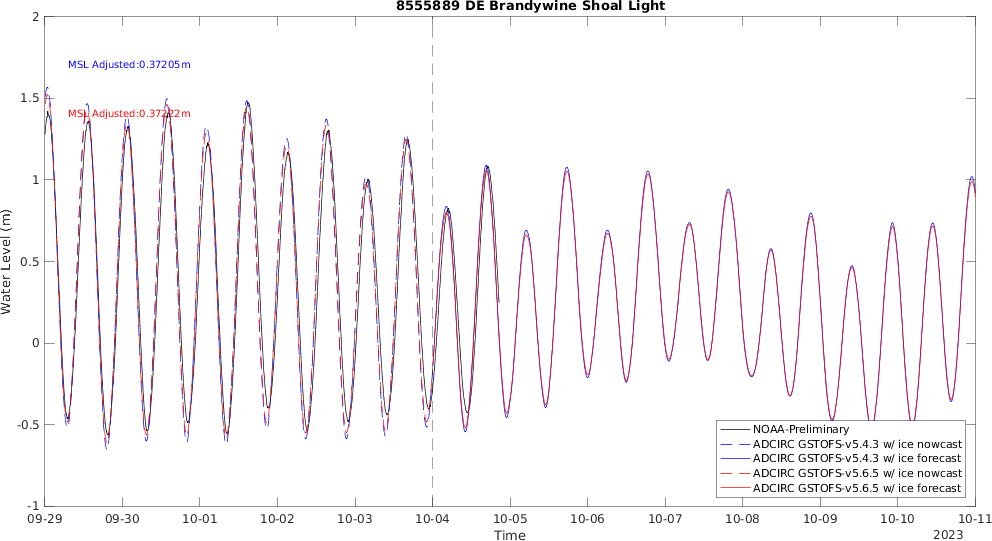 8555889 DE Brandywine Shoal Light
2
MSL Adjusted:0.37205m
1.5
MSL Adjusted:0.37222m
1
0.5
Water Level (m)
0
-0.5
-1
NOAA-Preliminary
ADCIRC GSTOFS-v5.4.3 w/ ice nowcast
ADCIRC GSTOFS-v5.4.3 w/ ice forecast
ADCIRC GSTOFS-v5.6.5 w/ ice nowcast
ADCIRC GSTOFS-v5.6.5 w/ ice forecast
09-29 09-30 10-01 10-02 10-03 10-04 10-05 10-06 10-07 10-08 10-09 10-10 10-11
Time
2023